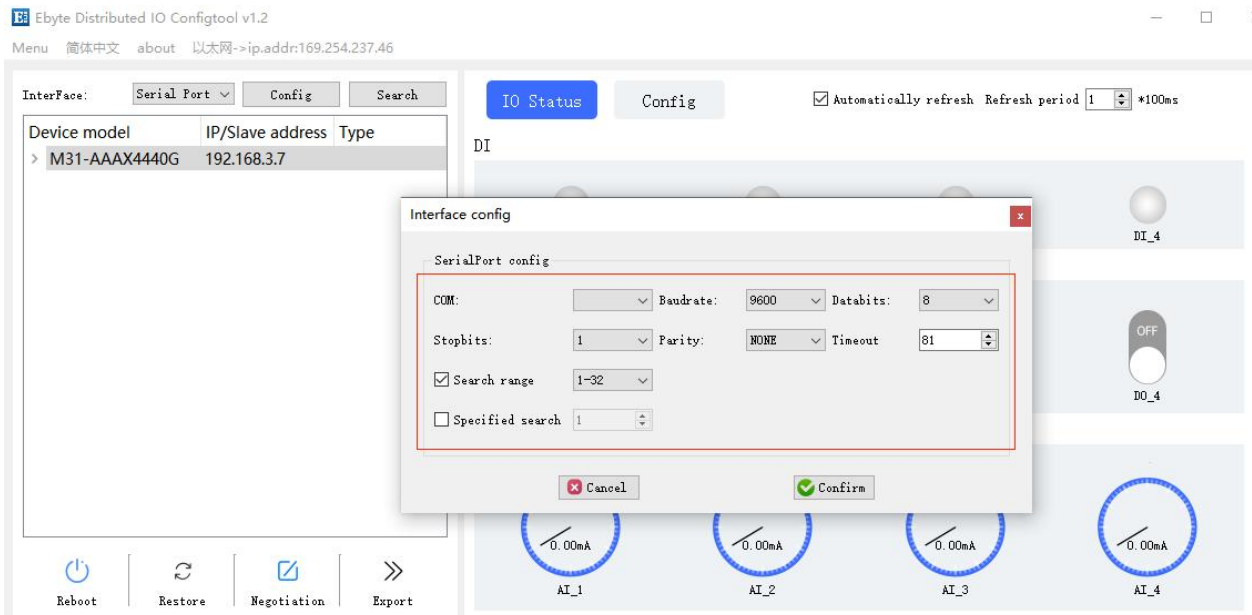 Ebyte Distributed IO Configtool v1.2
Menu 简体中文 about 以太网->ip.addr:169.254.237.46
InterFace: Serial Port Config Search
Device model IP/Slave address Type
M31-AAAX4440G 192.168.3.7
Reboot Restore Negotiation Export
IO Status Config Automatically refresh Refresh period 1 *100ms
DI
DI_4
OFF
DO_4
Interface config
SerialPort config
COM: Baudrate: 9600 Databits: 8
Stopbits: 1 Parity: NONE Timeout 81
Search range 1-32
Specified search 1
Cancel Confirm
0.00mA 0.00mA 0.00mA 0.00mA
AI_1 AI_2 AI_3 AI_4